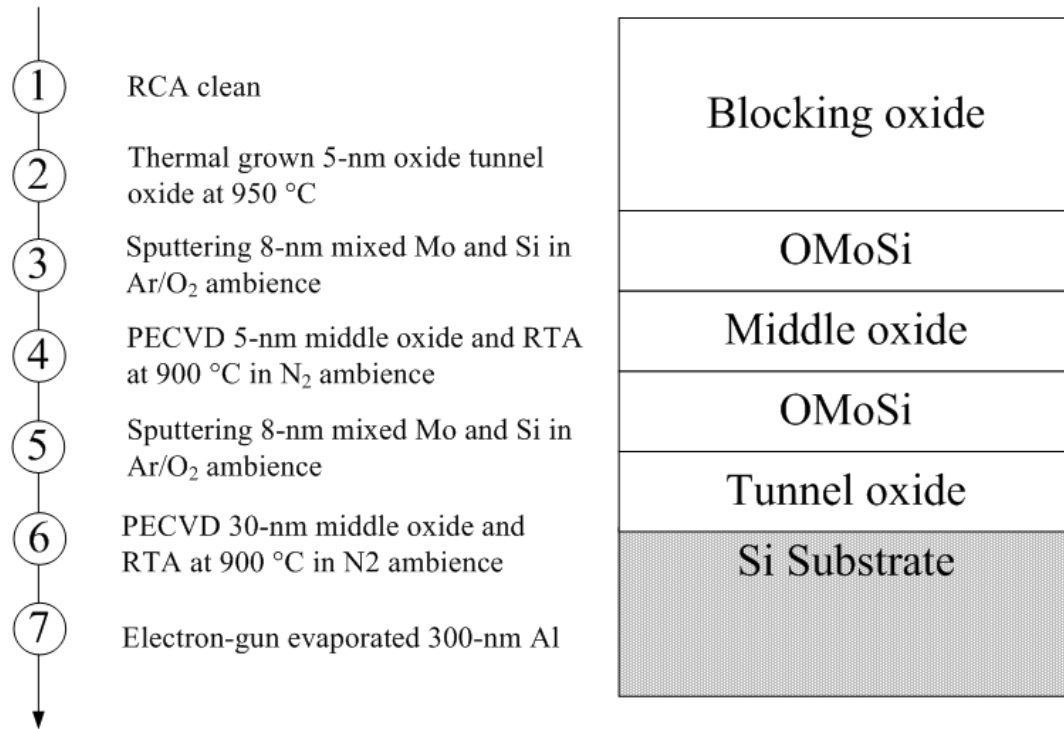 1
RCA clean
2
Thermal grown 5-nm oxide tunnel
oxide at 950 °C
3
Sputtering 8-nm mixed Mo and Si in
Ar/O₂ ambience
4
PECVD 5-nm middle oxide and RTA
at 900 °C in N₂ ambience
5
Sputtering 8-nm mixed Mo and Si in
Ar/O₂ ambience
6
PECVD 30-nm middle oxide and
RTA at 900 °C in N2 ambience
7
Electron-gun evaporated 300-nm Al
Blocking oxide
OMoSi
Middle oxide
OMoSi
Tunnel oxide
Si Substrate